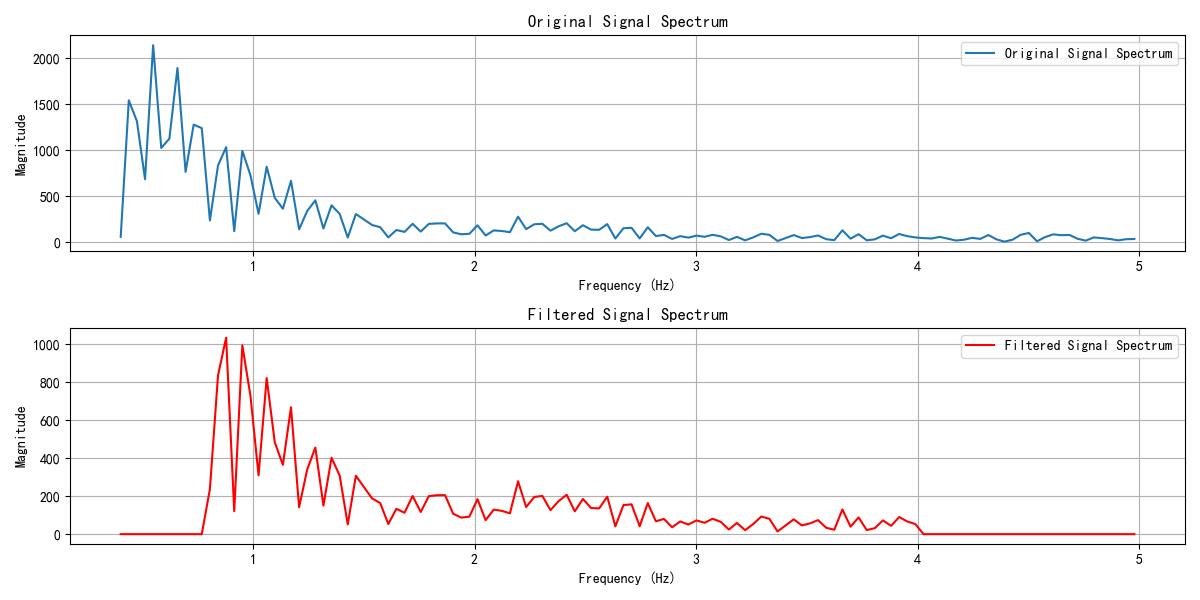 Original Signal Spectrum
Original Signal Spectrum
Magnitude
2000
1500
1000
500
0
1 2 3 4 5
Frequency (Hz)
Filtered Signal Spectrum
Filtered Signal Spectrum
Magnitude
1000
800
600
400
200
0
1 2 3 4 5
Frequency (Hz)